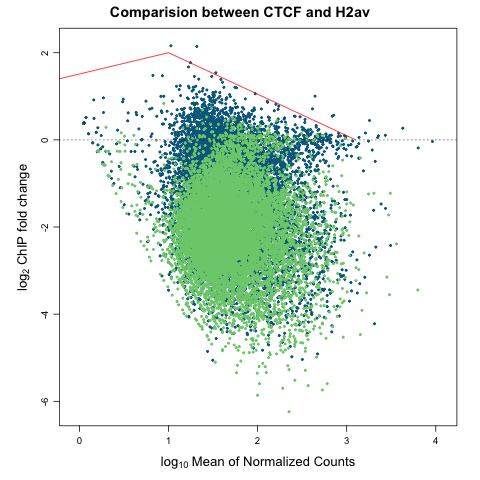 Comparision between CTCF and H2av
log2 ChIP fold change
2
0
-2
-4
-6
0 1 2 3 4
log10 Mean of Normalized Counts